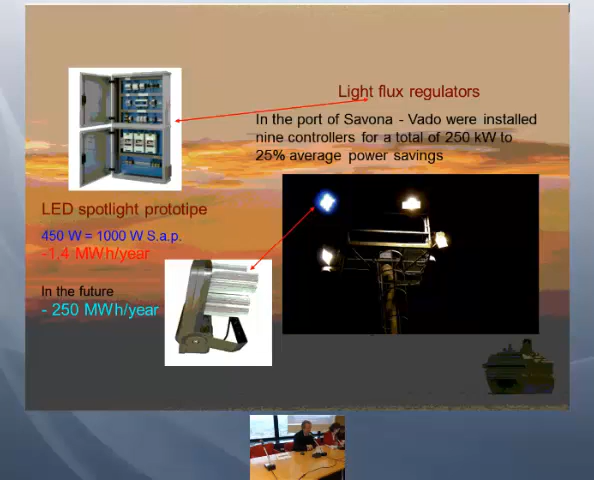 Light flux regulators
In the port of Savona - Vado were installed
nine controllers for a total of 250 kW to
25% average power savings
LED spotlight prototipe
450 W = 1000 W S.a.p.
-1,4 MWh/year
In the future
- 250 MWh/year